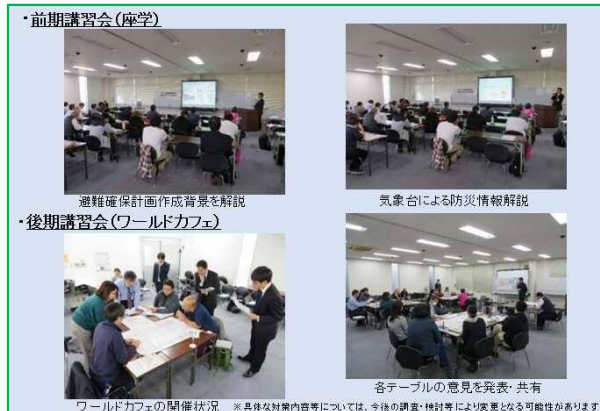 ・前期講習会(座学)
避難確保計画作成背景を解説
気象台による防災情報解説
・後期講習会(ワールドカフェ)
ワールドカフェの開催状況
各テーブルの意見を発表・共有
※具体な対策内容等については、今後の調査・検討等により変更となる可能性があります